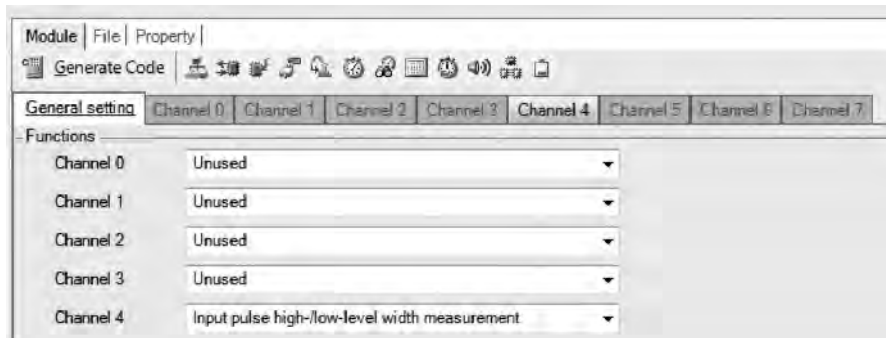 Module File Property
Generate Code
General setting Channel 0 Channel 1 Channel 2 Channel 3 Channel 4 Channel 5 Channel 6 Channel 7
Functions
Channel 0 Unused
Channel 1 Unused
Channel 2 Unused
Channel 3 Unused
Channel 4 Input pulse high-/low-level width measurement